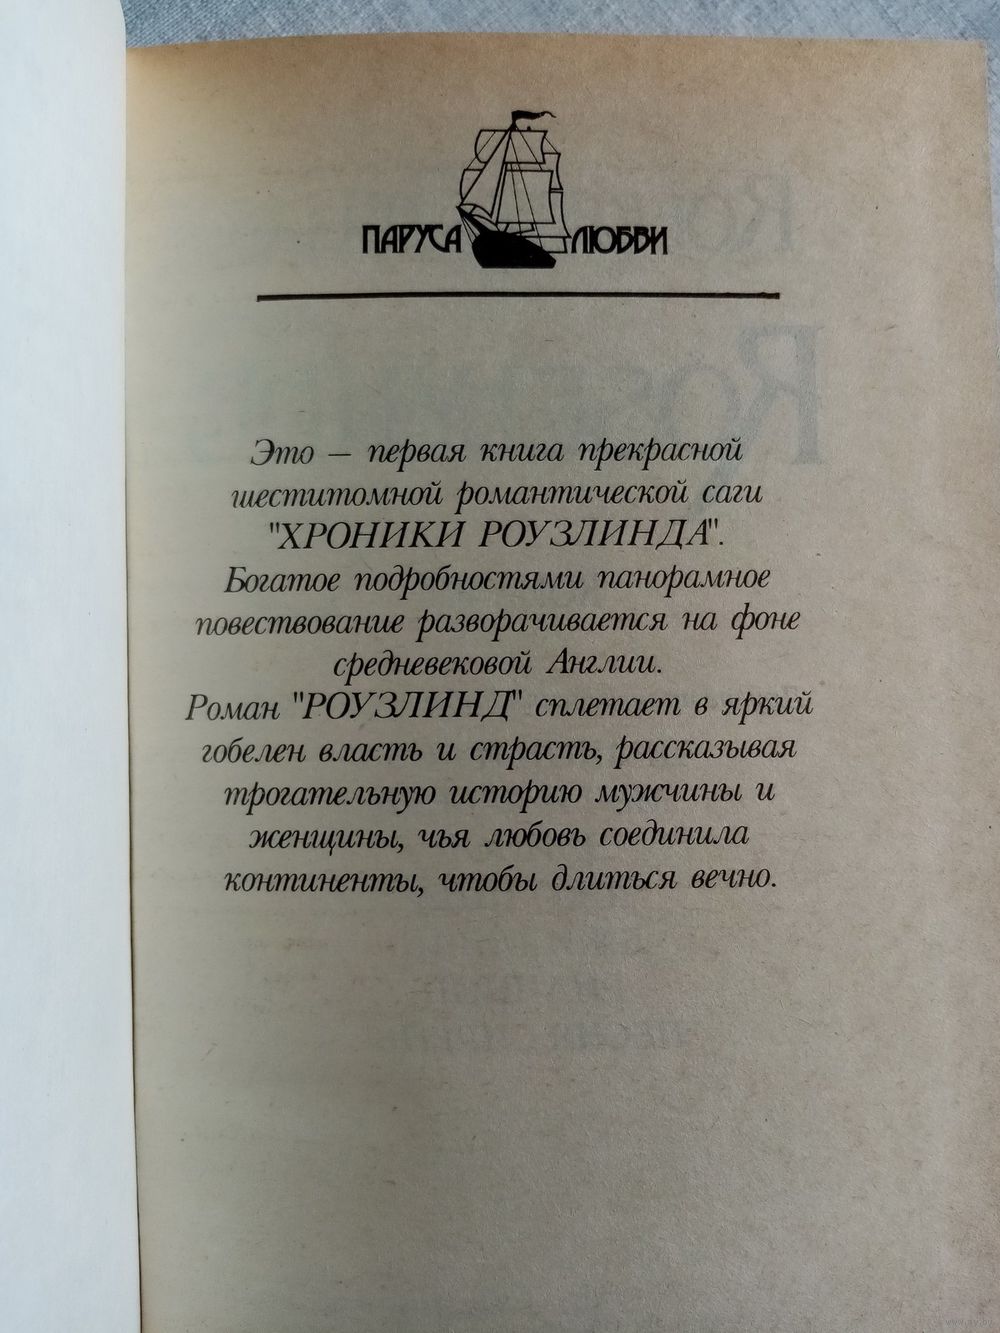 ПАРУСА ЛЮБВИ
Это — первая книга прекрасной
шеститомной романтической саги
"ХРОНИКИ РОУЗЛИНДА".
Богатое подробностями панорамное
повествование разворачивается на фоне
средневековой Англии.
Роман "РОУЗЛИНД" сплетает в яркий
гобелен власть и страсть, рассказывая
трогательную историю мужчины и
женщины, чья любовь соединила
континенты, чтобы длиться вечно.